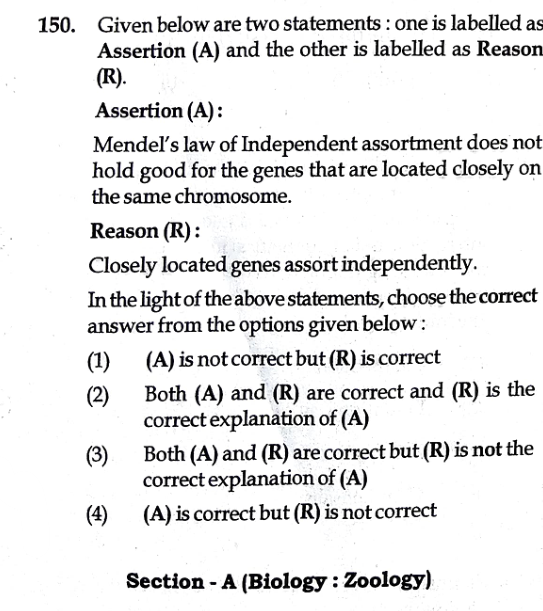 150. Given below are two statements : one is labelled as
Assertion (A) and the other is labelled as Reason
(R).
Assertion (A) :
Mendel's law of Independent assortment does not
hold good for the genes that are located closely on
the same chromosome.
Reason (R) :
Closely located genes assort independently.
In the light of the above statements, choose the correct
answer from the options given below :
(1) (A) is not correct but (R) is correct
(2) Both (A) and (R) are correct and (R) is the
correct explanation of (A)
(3) Both (A) and (R) are correct but (R) is not the
correct explanation of (A)
(4) (A) is correct but (R) is not correct
Section - A (Biology : Zoology)